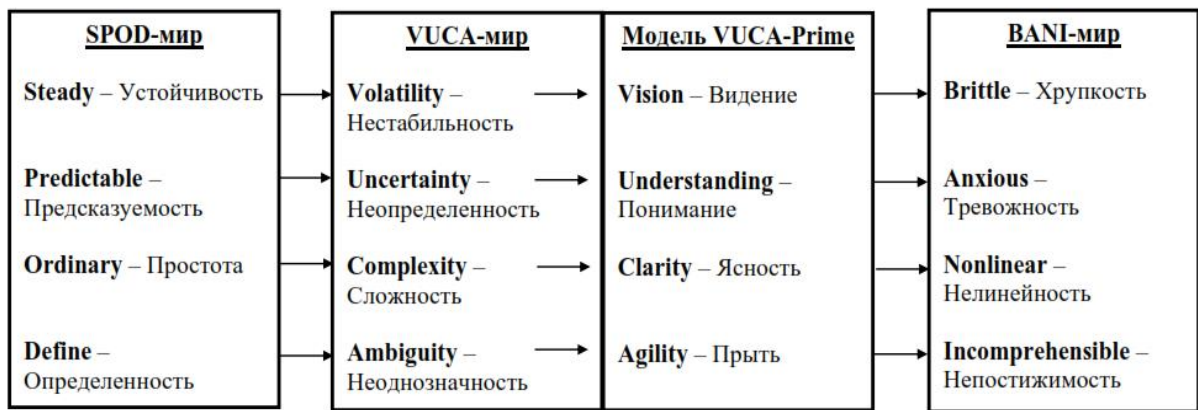 SPOD-мир
Steady – Устойчивость
Predictable –
Предсказуемость
Ordinary – Простота
Define –
Определенность
VUCA-мир
Volatility –
Нестабильность
Uncertainty –
Неопределенность
Complexity –
Сложность
Ambiguity –
Неоднозначность
Модель VUCA-Prime
Vision – Видение
Understanding –
Понимание
Clarity – Ясность
Agility – Прыть
BANI-мир
Brittle – Хрупкость
Anxious –
Тревожность
Nonlinear –
Нелинейность
Incomprehensible –
Непостижимость